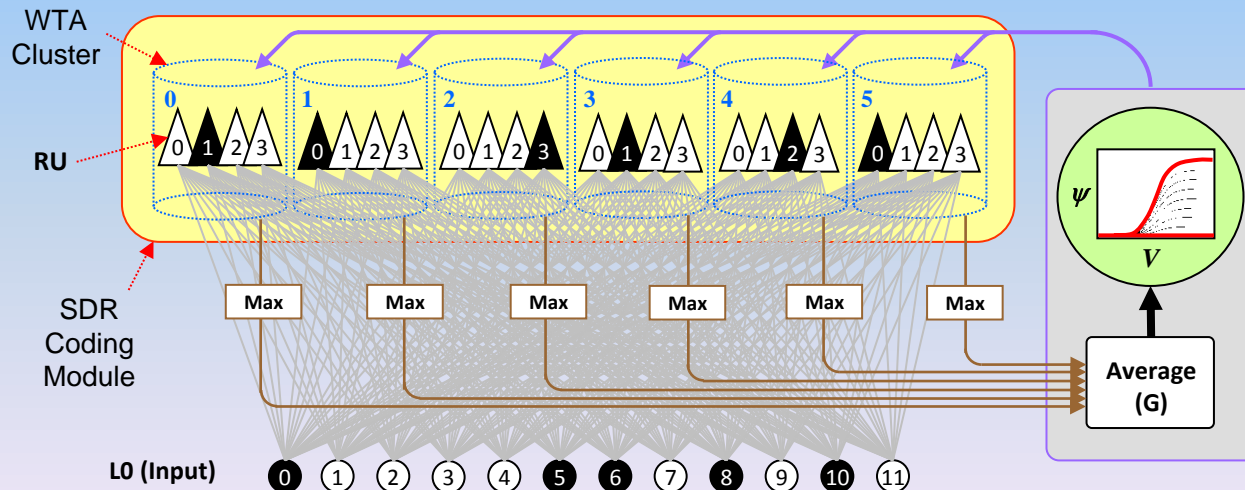 WTA
Cluster
0 1 2 3 4 5
RU
0 1 2 3 0 1 2 3 0 1 2 3 0 1 2 3 0 1 2 3 0 1 2 3
ψ
V
Max Max Max Max Max Max
SDR
Coding
Module
Average
(G)
L0 (Input) 0 1 2 3 4 5 6 7 8 9 10 11